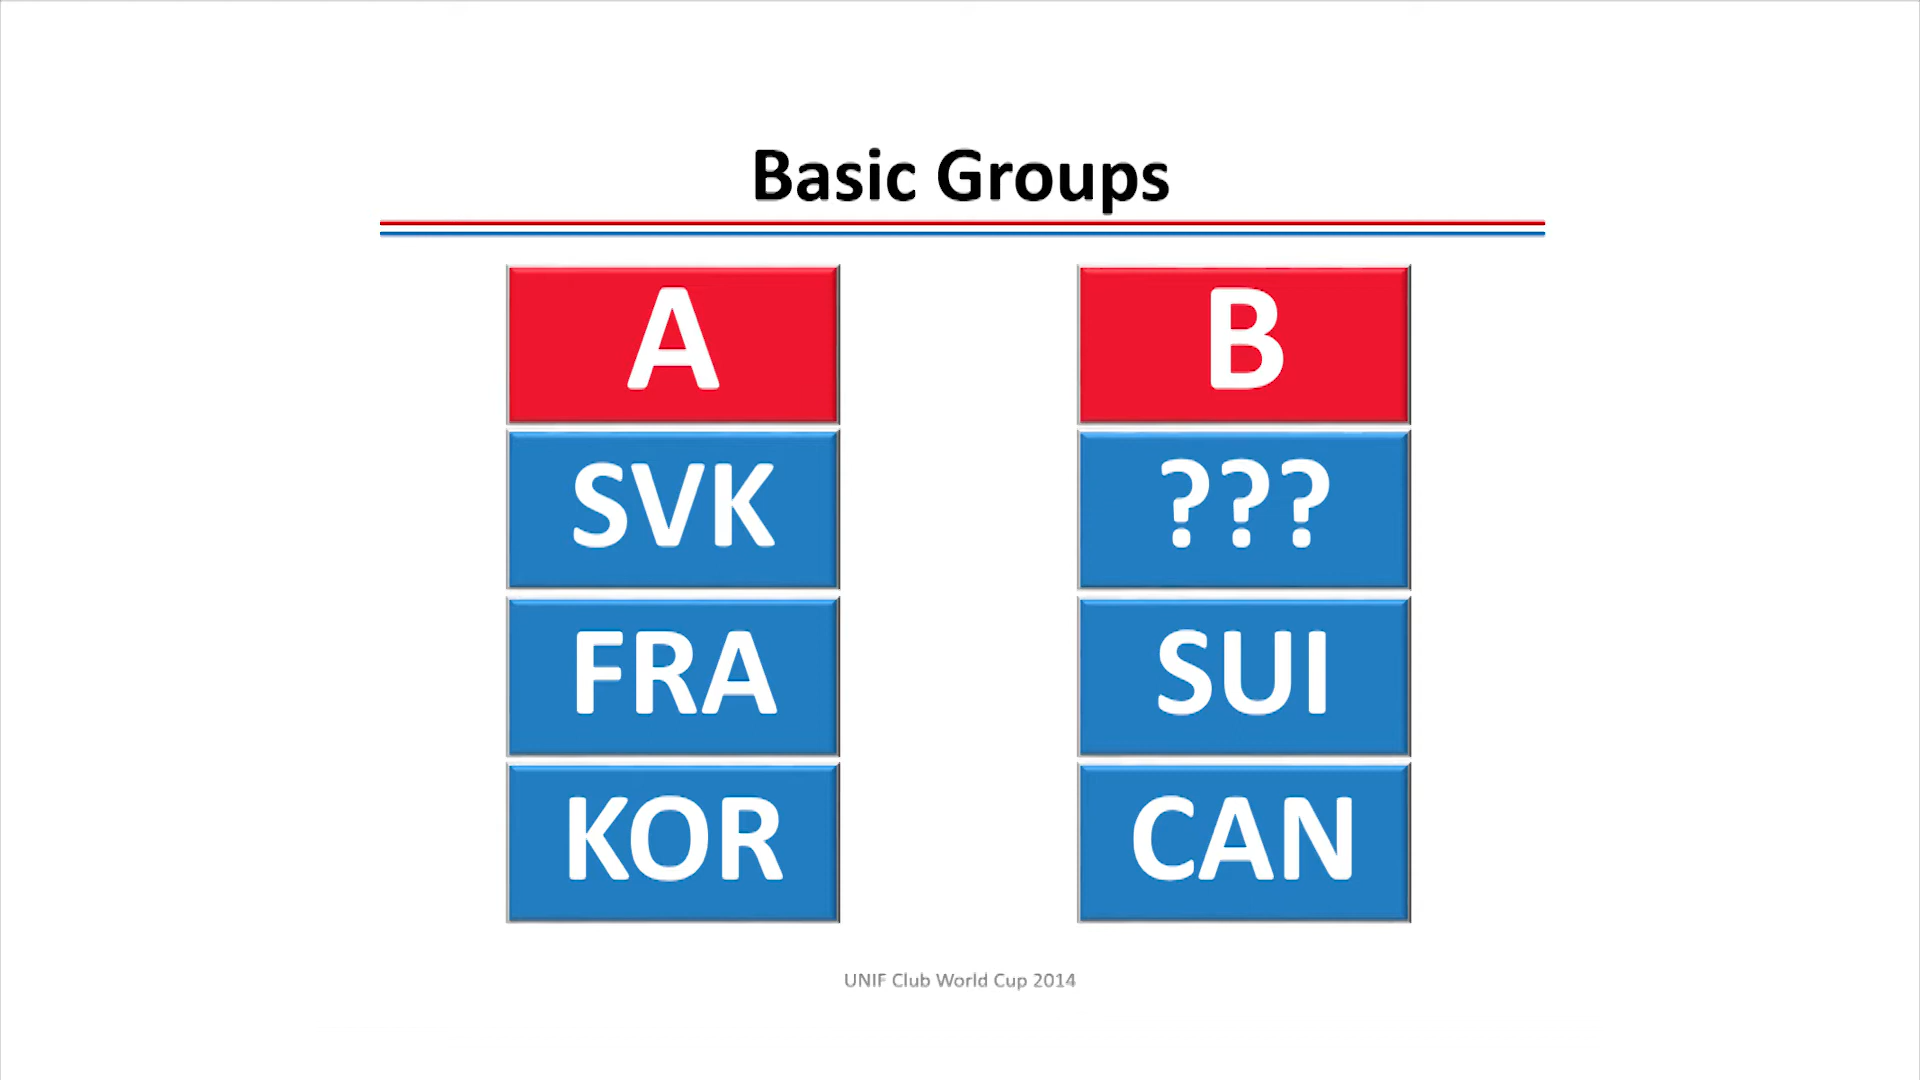 Basic Groups
A
SVK
FRA
KOR
B
???
SUI
CAN
UNIF Club World Cup 2014